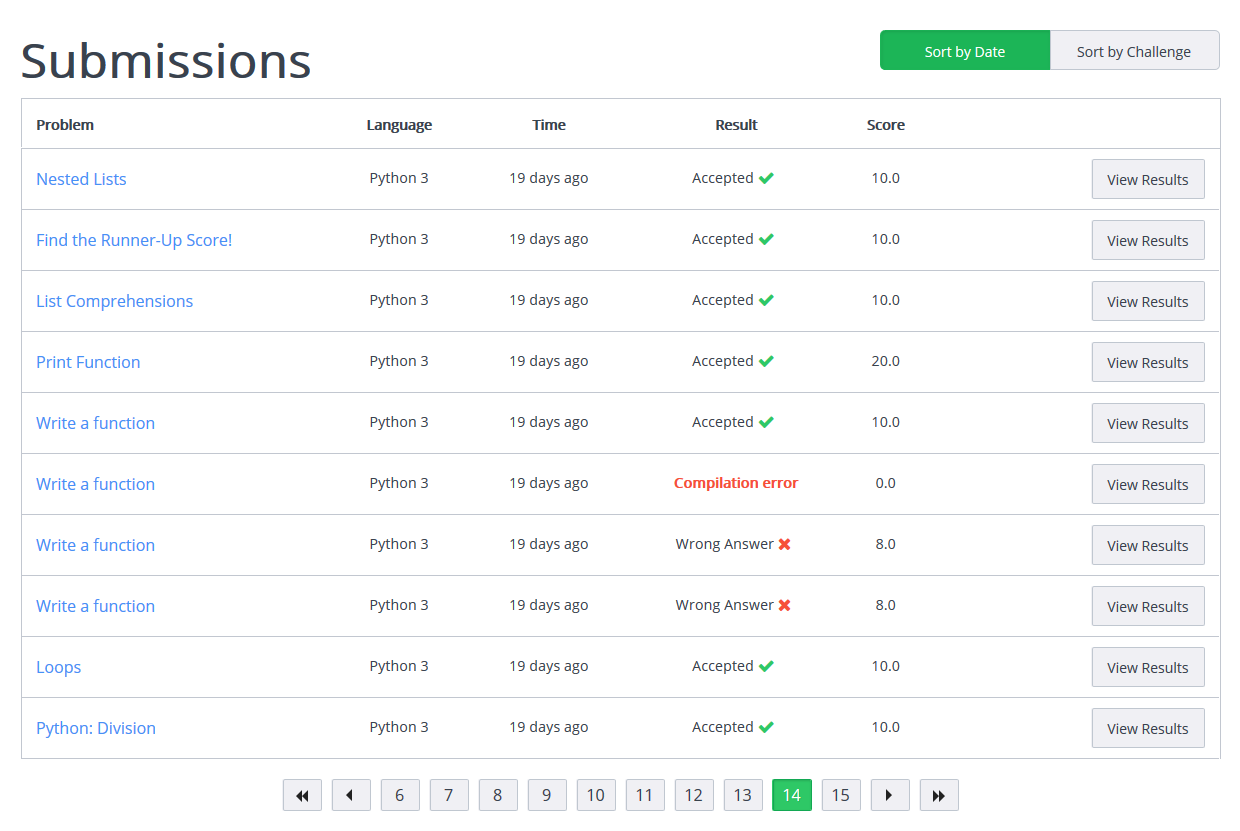 Submissions
Sort by Date Sort by Challenge
Problem Language Time Result Score
Nested Lists Python 3 19 days ago Accepted 10.0 View Results
Find the Runner-Up Score! Python 3 19 days ago Accepted 10.0 View Results
List Comprehensions Python 3 19 days ago Accepted 10.0 View Results
Print Function Python 3 19 days ago Accepted 20.0 View Results
Write a function Python 3 19 days ago Accepted 10.0 View Results
Write a function Python 3 19 days ago Compilation error 0.0 View Results
Write a function Python 3 19 days ago Wrong Answer 8.0 View Results
Write a function Python 3 19 days ago Wrong Answer 8.0 View Results
Loops Python 3 19 days ago Accepted 10.0 View Results
Python: Division Python 3 19 days ago Accepted 10.0 View Results
6 7 8 9 10 11 12 13 14 15